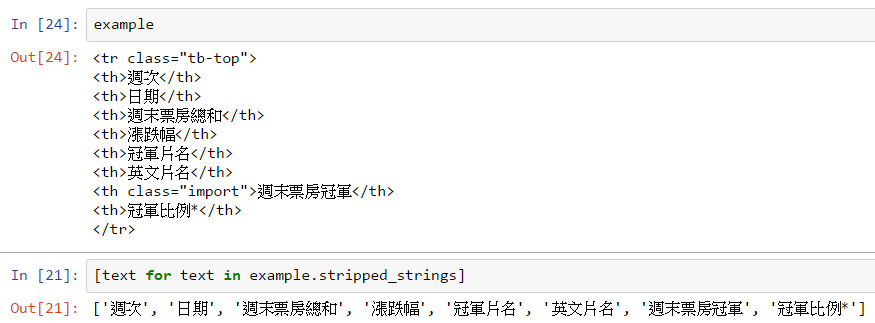 In [24]: example
Out[24]: <tr class="tb-top">
<th>週次</th>
<th>日期</th>
<th>週末票房總和</th>
<th>漲跌幅</th>
<th>冠軍片名</th>
<th>英文片名</th>
<th class="import">週末票房冠軍</th>
<th>冠軍比例*</th>
</tr>
In [21]: [text for text in example.stripped_strings]
Out[21]: ['週次', '日期', '週末票房總和', '漲跌幅', '冠軍片名', '英文片名', '週末票房冠軍', '冠軍比例*']